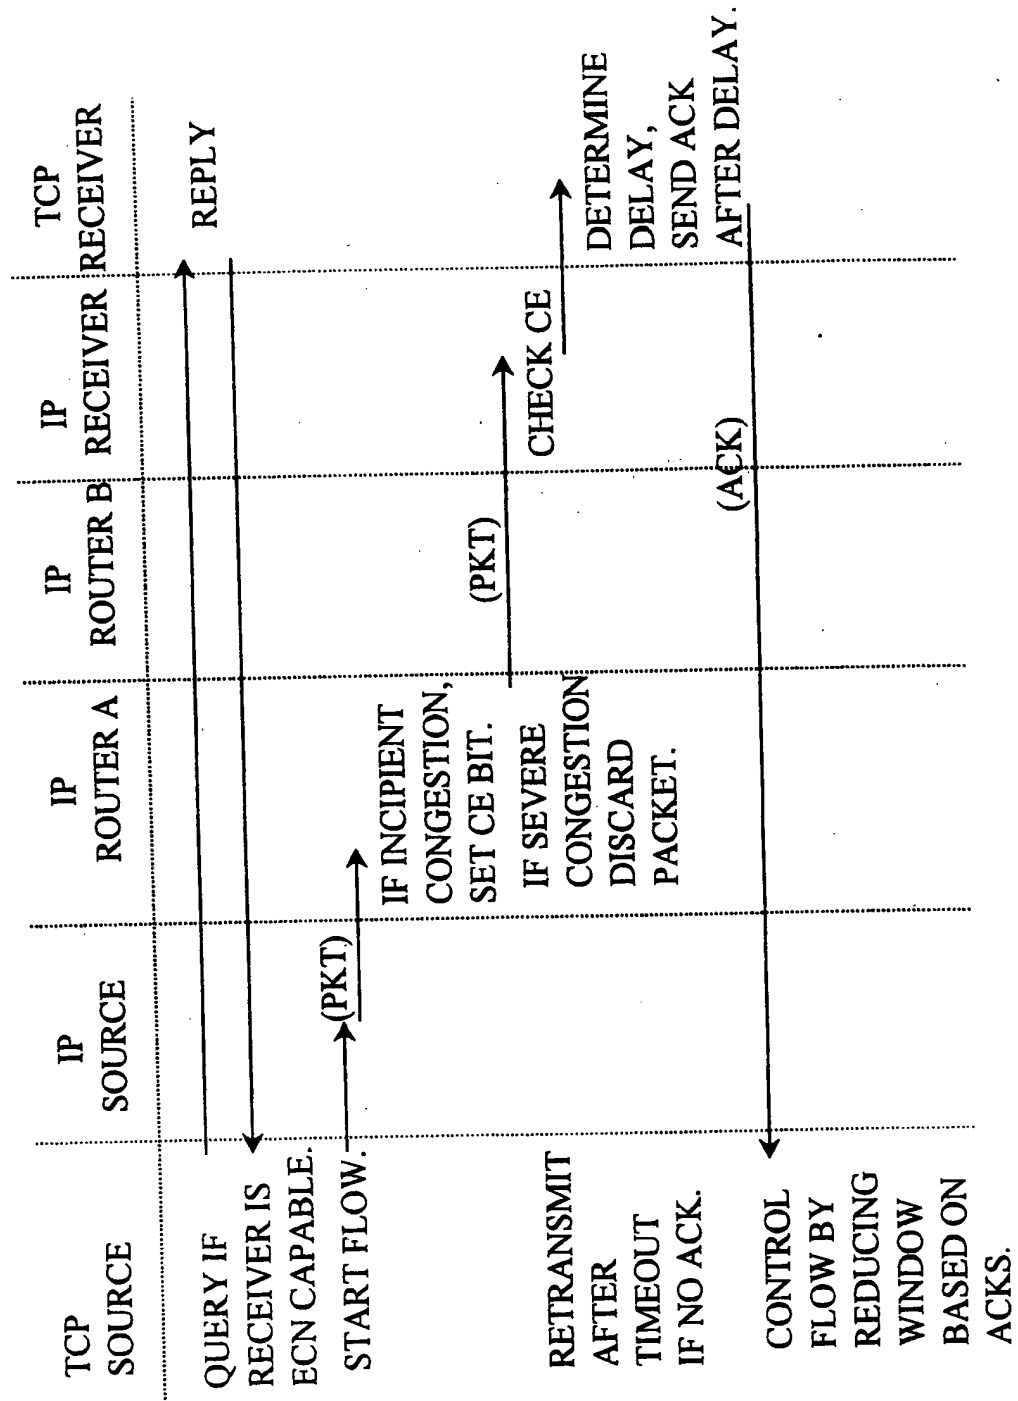 TCP
SOURCE
IP
SOURCE
IP
ROUTER A
IP
ROUTER B
IP
RECEIVER
TCP
RECEIVER
QUERY IF
RECEIVER IS
ECN CAPABLE.
REPLY
START FLOW.
(PKT)
IF INCIPIENT
CONGESTION,
SET CE BIT.
IF SEVERE
CONGESTION
DISCARD
PACKET.
(PKT)
CHECK CE
DETERMINE
DELAY,
SEND ACK
AFTER DELAY.
RETRANSMIT
AFTER
TIMEOUT
IF NO ACK.
(ACK)
CONTROL
FLOW BY
REDUCING
WINDOW
BASED ON
ACKS.